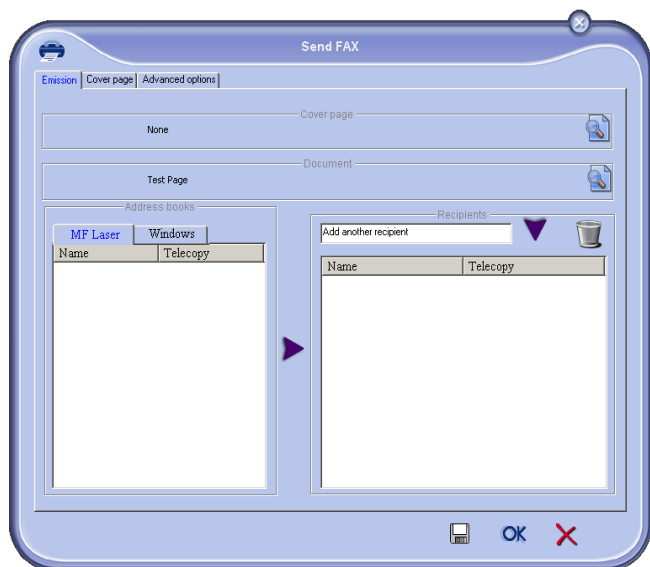 Send FAX
Emission Cover page Advanced options
Cover page
None
Document
Test Page
Address books
MF Laser Windows
Name Telecopy
Recipients
Add another recipient
Name Telecopy
OK